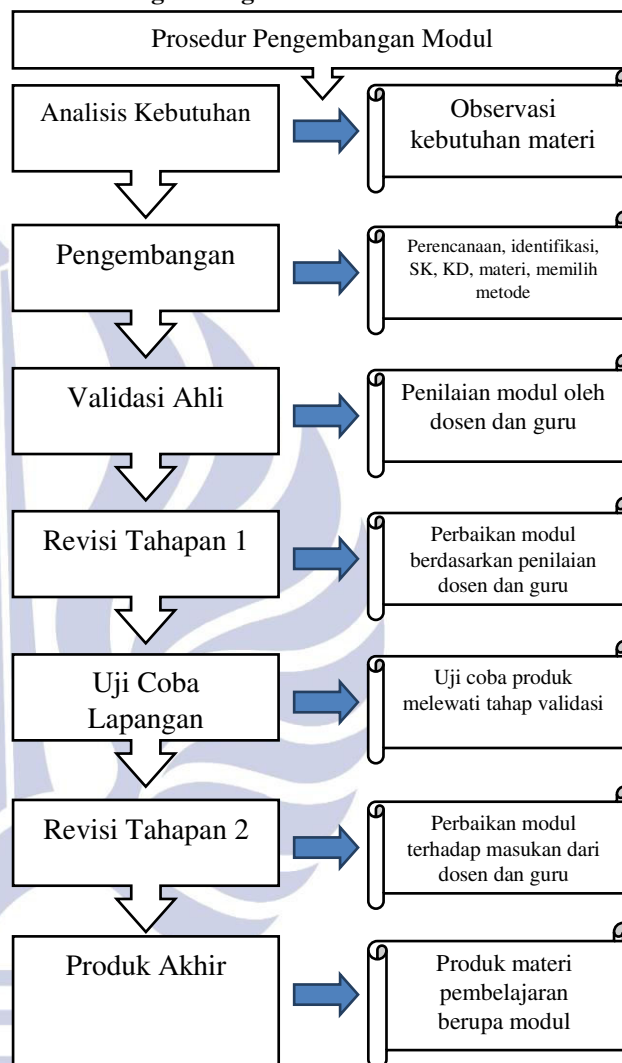 Prosedur Pengembangan Modul
Analisis Kebutuhan
Observasi
kebutuhan materi
Pengembangan
Perencanaan, identifikasi,
SK, KD, materi, memilih
metode
Validasi Ahli
Penilaian modul oleh
dosen dan guru
Revisi Tahapan 1
Perbaikan modul
berdasarkan penilaian
dosen dan guru
Uji Coba
Lapangan
Uji coba produk
melewati tahap validasi
Revisi Tahapan 2
Perbaikan modul
terhadap masukan dari
dosen dan guru
Produk Akhir
Produk materi
pembelajaran
berupa modul